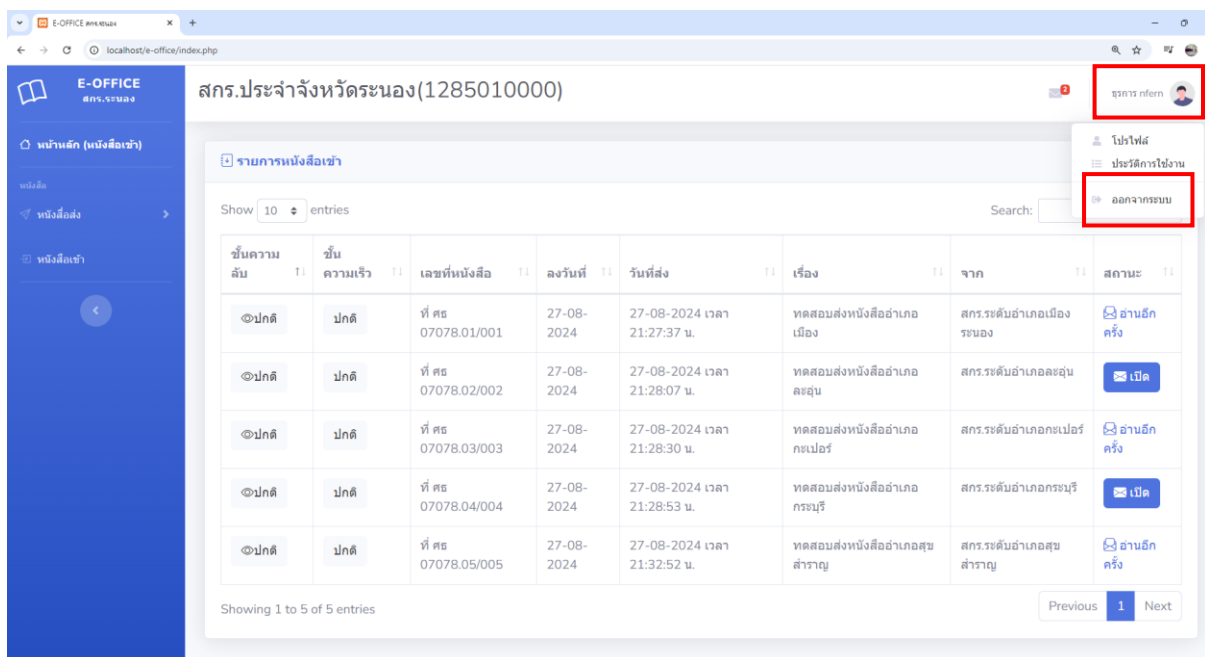 E-OFFICE สกร.ระนอง
localhost/e-office/index.php
E-OFFICE
สกร.ระนอง
สกร.ประจำจังหวัดระนอง(1285010000)
2
ธุรการ nfern
หน้าหลัก (หนังสือเข้า)
หนังสือ
หนังสื่อส่ง
หนังสือเข้า
โปรไฟล์
ประวัติการใช้งาน
ออกจากระบบ
รายการหนังสือเข้า
Show 10 entries
Search:
ชั้นความลับ ชั้นความเร็ว เลขที่หนังสือ ลงวันที่ วันที่ส่ง เรื่อง จาก สถานะ
ปกติ ปกติ ที่ ศธ 07078.01/001 27-08-2024 27-08-2024 เวลา 21:27:37 น. ทดสอบส่งหนังสืออำเภอเมือง สกร.ระดับอำเภอเมืองระนอง อ่านอีกครั้ง
ปกติ ปกติ ที่ ศธ 07078.02/002 27-08-2024 27-08-2024 เวลา 21:28:07 น. ทดสอบส่งหนังสืออำเภอละอุ่น สกร.ระดับอำเภอละอุ่น เปิด
ปกติ ปกติ ที่ ศธ 07078.03/003 27-08-2024 27-08-2024 เวลา 21:28:30 น. ทดสอบส่งหนังสืออำเภอกะเปอร์ สกร.ระดับอำเภอกะเปอร์ อ่านอีกครั้ง
ปกติ ปกติ ที่ ศธ 07078.04/004 27-08-2024 27-08-2024 เวลา 21:28:53 น. ทดสอบส่งหนังสืออำเภอกระบุรี สกร.ระดับอำเภอกระบุรี เปิด
ปกติ ปกติ ที่ ศธ 07078.05/005 27-08-2024 27-08-2024 เวลา 21:32:52 น. ทดสอบส่งหนังสืออำเภอสุขสำราญ สกร.ระดับอำเภอสุขสำราญ อ่านอีกครั้ง
Showing 1 to 5 of 5 entries
Previous 1 Next